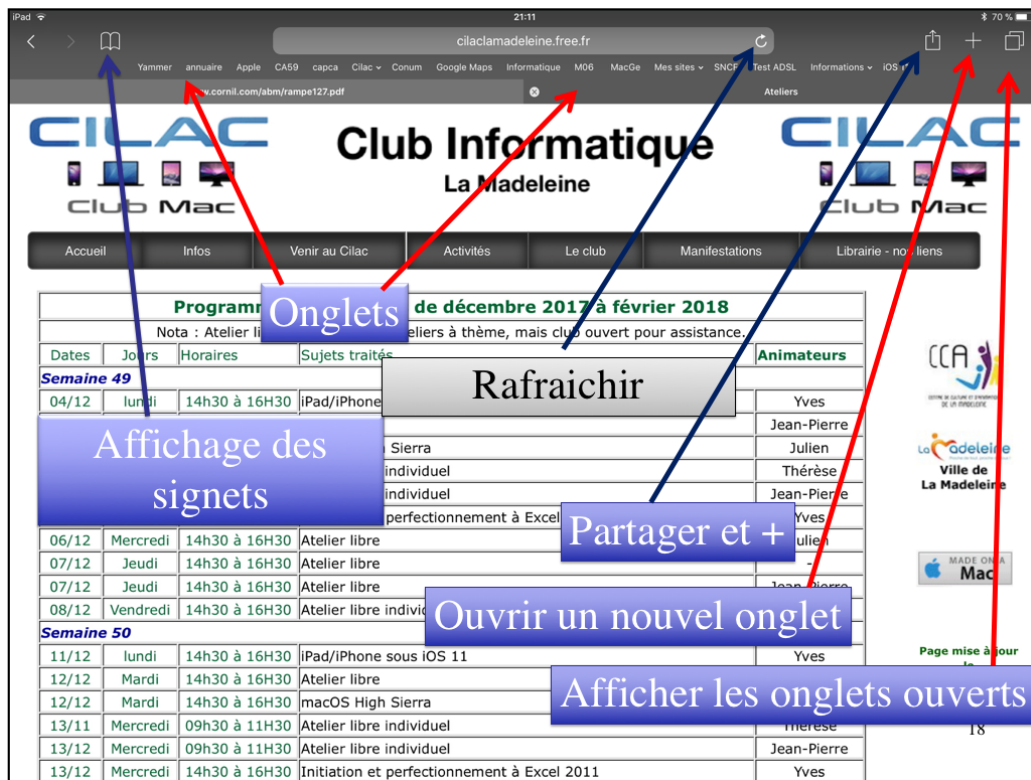 iPad 21:11 70 %
cilaclamadeleine.free.fr
Yammer annuaire Apple CA59 capca Cilac Conum Google Maps Informatique M06 MacGe Mes sites SNCF Test ADSL Informations
.cornil.com/abm/rampe127.pdf Ateliers
CILAC Club Informatique CILAC
La Madeleine
Club Mac Club Mac
Accueil Infos Venir au Cilac Activités Le club Manifestations Librairie - nos liens
Onglets
de décembre 2017 à février 2018
Nota : Atelier à thème, mais club ouvert pour assistance.
Dates Jours Horaires Sujets traités Animateurs
Rafraichir
Semaine 49
04/12 lundi 14h30 à 16H30 iPad/iPhone Yves
Jean-Pierre
Affichage des
signets
Sierra Julien
individuel Thérèse
individuel Jean-Pierre
perfectionnement à Excel Yves
Partager et +
06/12 Mercredi 14h30 à 16H30 Atelier libre Julien
07/12 Jeudi 14h30 à 16H30 Atelier libre -
07/12 Jeudi 14h30 à 16H30 Atelier libre Jean-Pierre
08/12 Vendredi 14h30 à 16H30 Atelier libre
Ouvrir un nouvel onglet
Semaine 50
11/12 lundi 14h30 à 16H30 iPad/iPhone sous iOS 11 Yves
12/12 Mardi 14h30 à 16H30 Atelier libre
12/12 Mardi 14h30 à 16H30 macOS High Sierra
Afficher les onglets ouverts
13/11 Mercredi 09h30 à 11H30 Atelier libre individuel Thérèse
13/12 Mercredi 09h30 à 11H30 Atelier libre individuel Jean-Pierre
13/12 Mercredi 14h30 à 16H30 Initiation et perfectionnement à Excel 2011 Yves
CCA
La Madeleine
Ville de
La Madeleine
MADE ON A
Mac
Page mise à jour
18